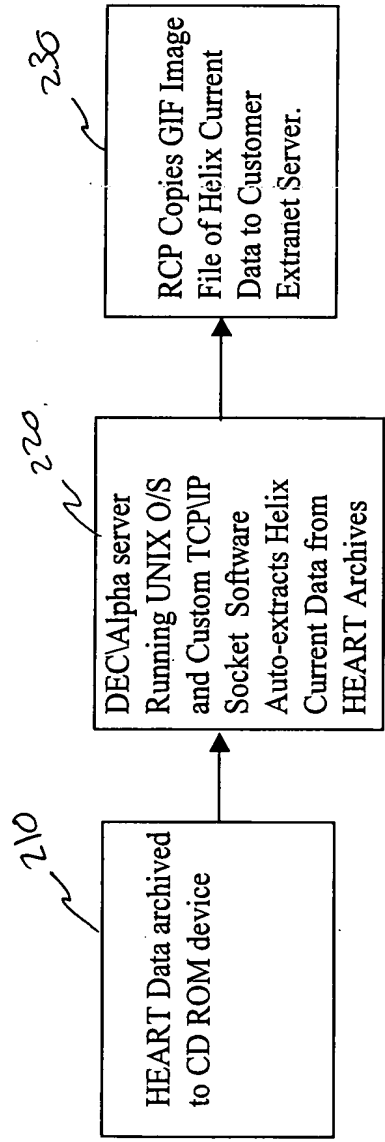 210
HEART Data archived
to CD ROM device
220.
DEC\Alpha server
Running UNIX O/S
and Custom TCP\IP
Socket Software
Auto-extracts Helix
Current Data from
HEART Archives
230
RCP Copies GIF Image
File of Helix Current
Data to Customer
Extranet Server.